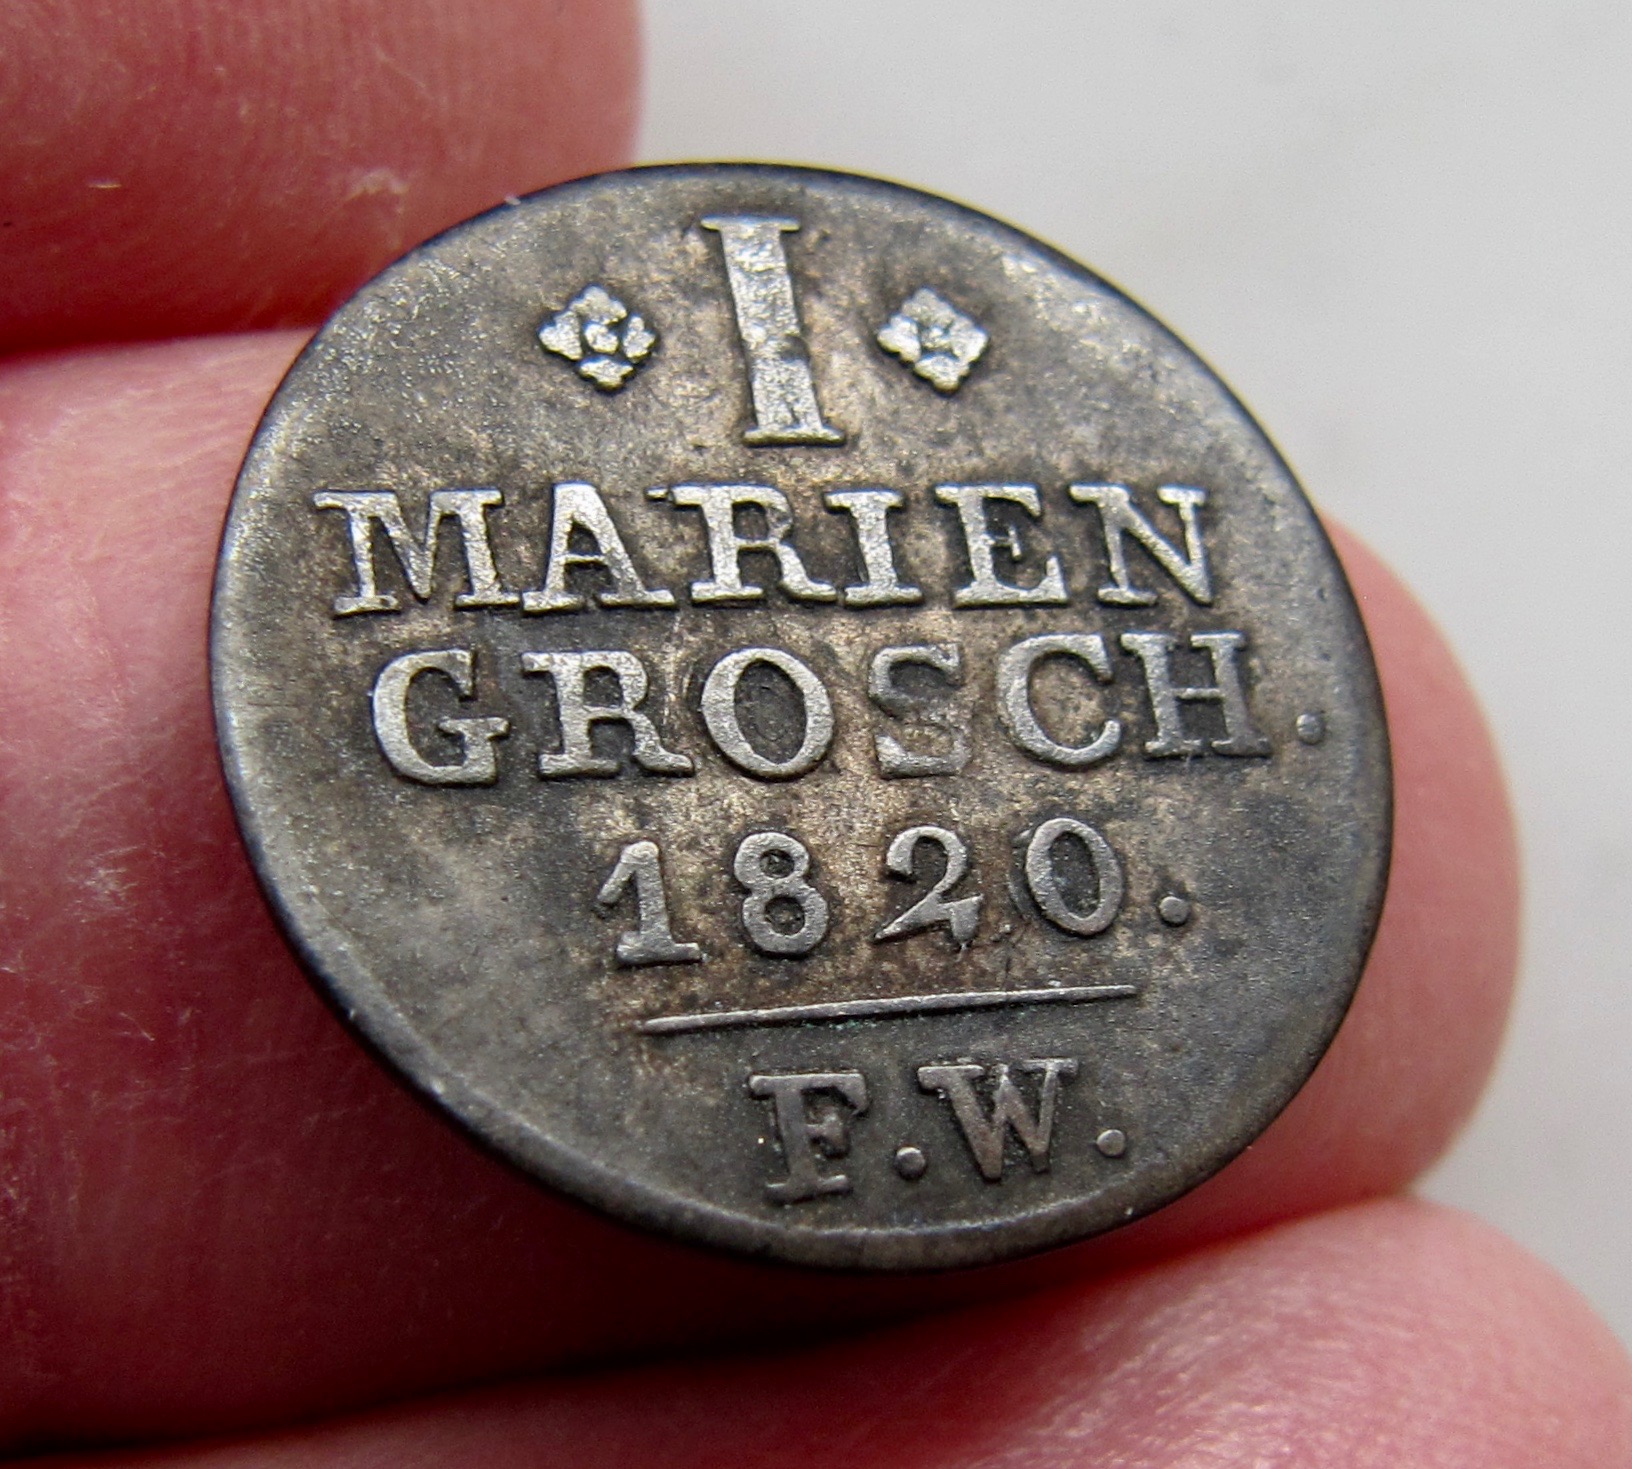 I
MARIEN
GROSCH.
1820.
F.W.